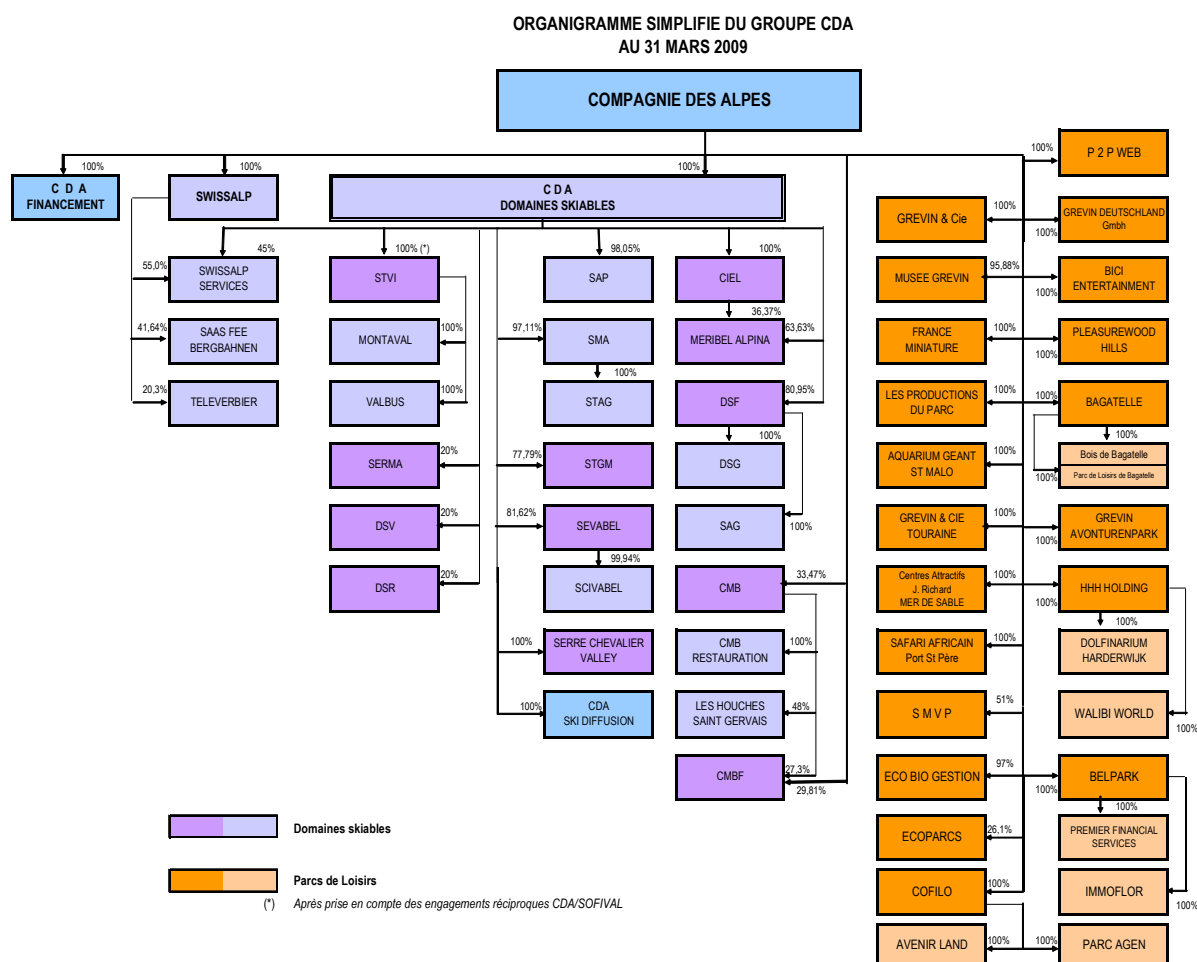 ORGANIGRAMME SIMPLIFIE DU GROUPE CDA
AU 31 MARS 2009
COMPAGNIE DES ALPES
100%
100%
100%
100%
P 2 P WEB
C D A
FINANCEMENT
SWISSALP
C D A
DOMAINES SKIABLES
GREVIN & Cie
100%
100%
GREVIN DEUTSCHLAND
Gmbh
45%
100% (*)
98,05%
100%
55,0%
SWISSALP
SERVICES
STVI
SAP
CIEL
MUSEE GREVIN
95,88%
100%
BICI
ENTERTAINMENT
36,37%
41,64%
SAAS FEE
BERGBAHNEN
MONTAVAL
100%
97,11%
SMA
MERIBEL ALPINA
63,63%
FRANCE
MINIATURE
100%
100%
PLEASUREWOOD
HILLS
100%
20,3%
TELEVERBIER
VALBUS
100%
STAG
DSF
80,95%
LES PRODUCTIONS
DU PARC
100%
100%
BAGATELLE
100%
100%
SERMA
20%
77,79%
STGM
DSG
AQUARIUM GEANT
ST MALO
100%
100%
Bois de Bagatelle
Parc de Loisirs de Bagatelle
DSV
20%
81,62%
SEVABEL
SAG
100%
GREVIN & CIE
TOURAINE
100%
100%
GREVIN
AVONTURENPARK
99,94%
DSR
20%
SCIVABEL
CMB
33,47%
Centres Attractifs
J. Richard
MER DE SABLE
100%
100%
HHH HOLDING
100%
100%
SERRE CHEVALIER
VALLEY
CMB
RESTAURATION
100%
SAFARI AFRICAIN
Port St Père
100%
DOLFINARIUM
HARDERWIJK
100%
CDA
SKI DIFFUSION
LES HOUCHES
SAINT GERVAIS
48%
S M V P
51%
WALIBI WORLD
100%
CMBF
27,3%
29,81%
ECO BIO GESTION
97%
100%
BELPARK
100%
Domaines skiables
ECOPARCS
26,1%
PREMIER FINANCIAL
SERVICES
Parcs de Loisirs
COFILO
100%
IMMOFLOR
100%
(*) Après prise en compte des engagements réciproques CDA/SOFIVAL
AVENIR LAND
100%
100%
PARC AGEN